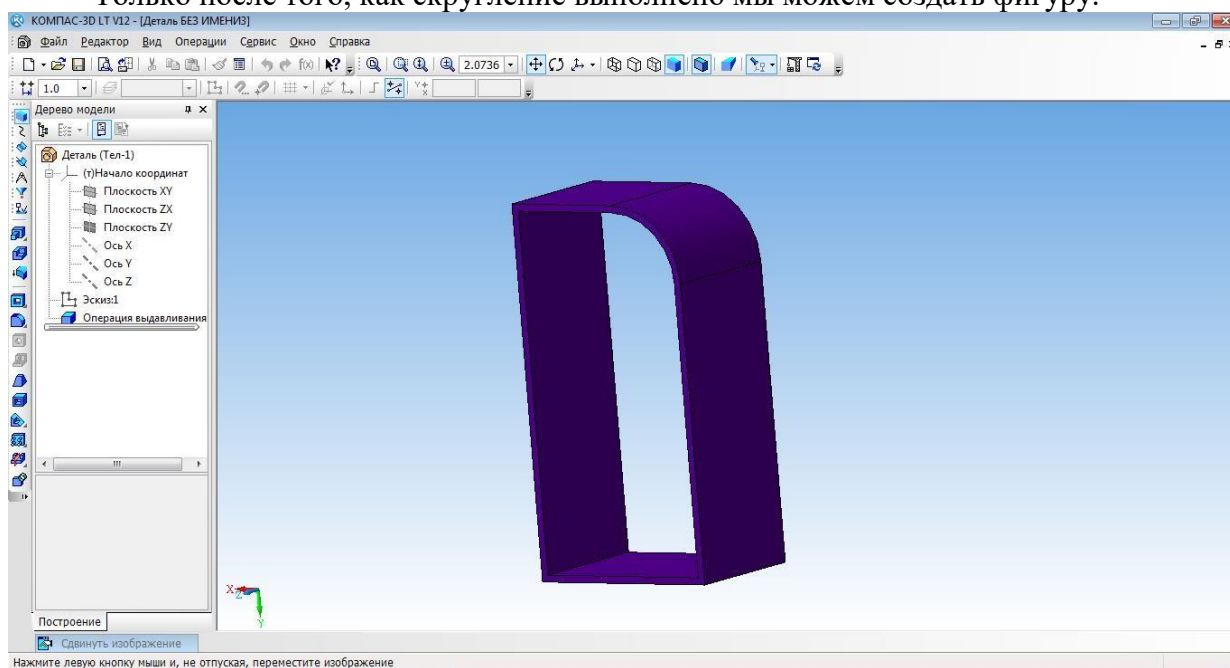 Только после того, как скругление выполнено мы можем создать фигуру.
КОМПАС-3D LT V12 - [Деталь БЕЗ ИМЕНИ3]
Файл Редактор Вид Операции Сервис Окно Справка
2.0736
1.0
Дерево модели
Деталь (Тел-1)
(т)Начало координат
Плоскость XY
Плоскость ZX
Плоскость ZY
Ось X
Ось Y
Ось Z
Эскиз:1
Операция выдавливания
X Z
Y
Построение
Сдвинуть изображение
Нажмите левую кнопку мыши и, не отпуская, переместите изображение